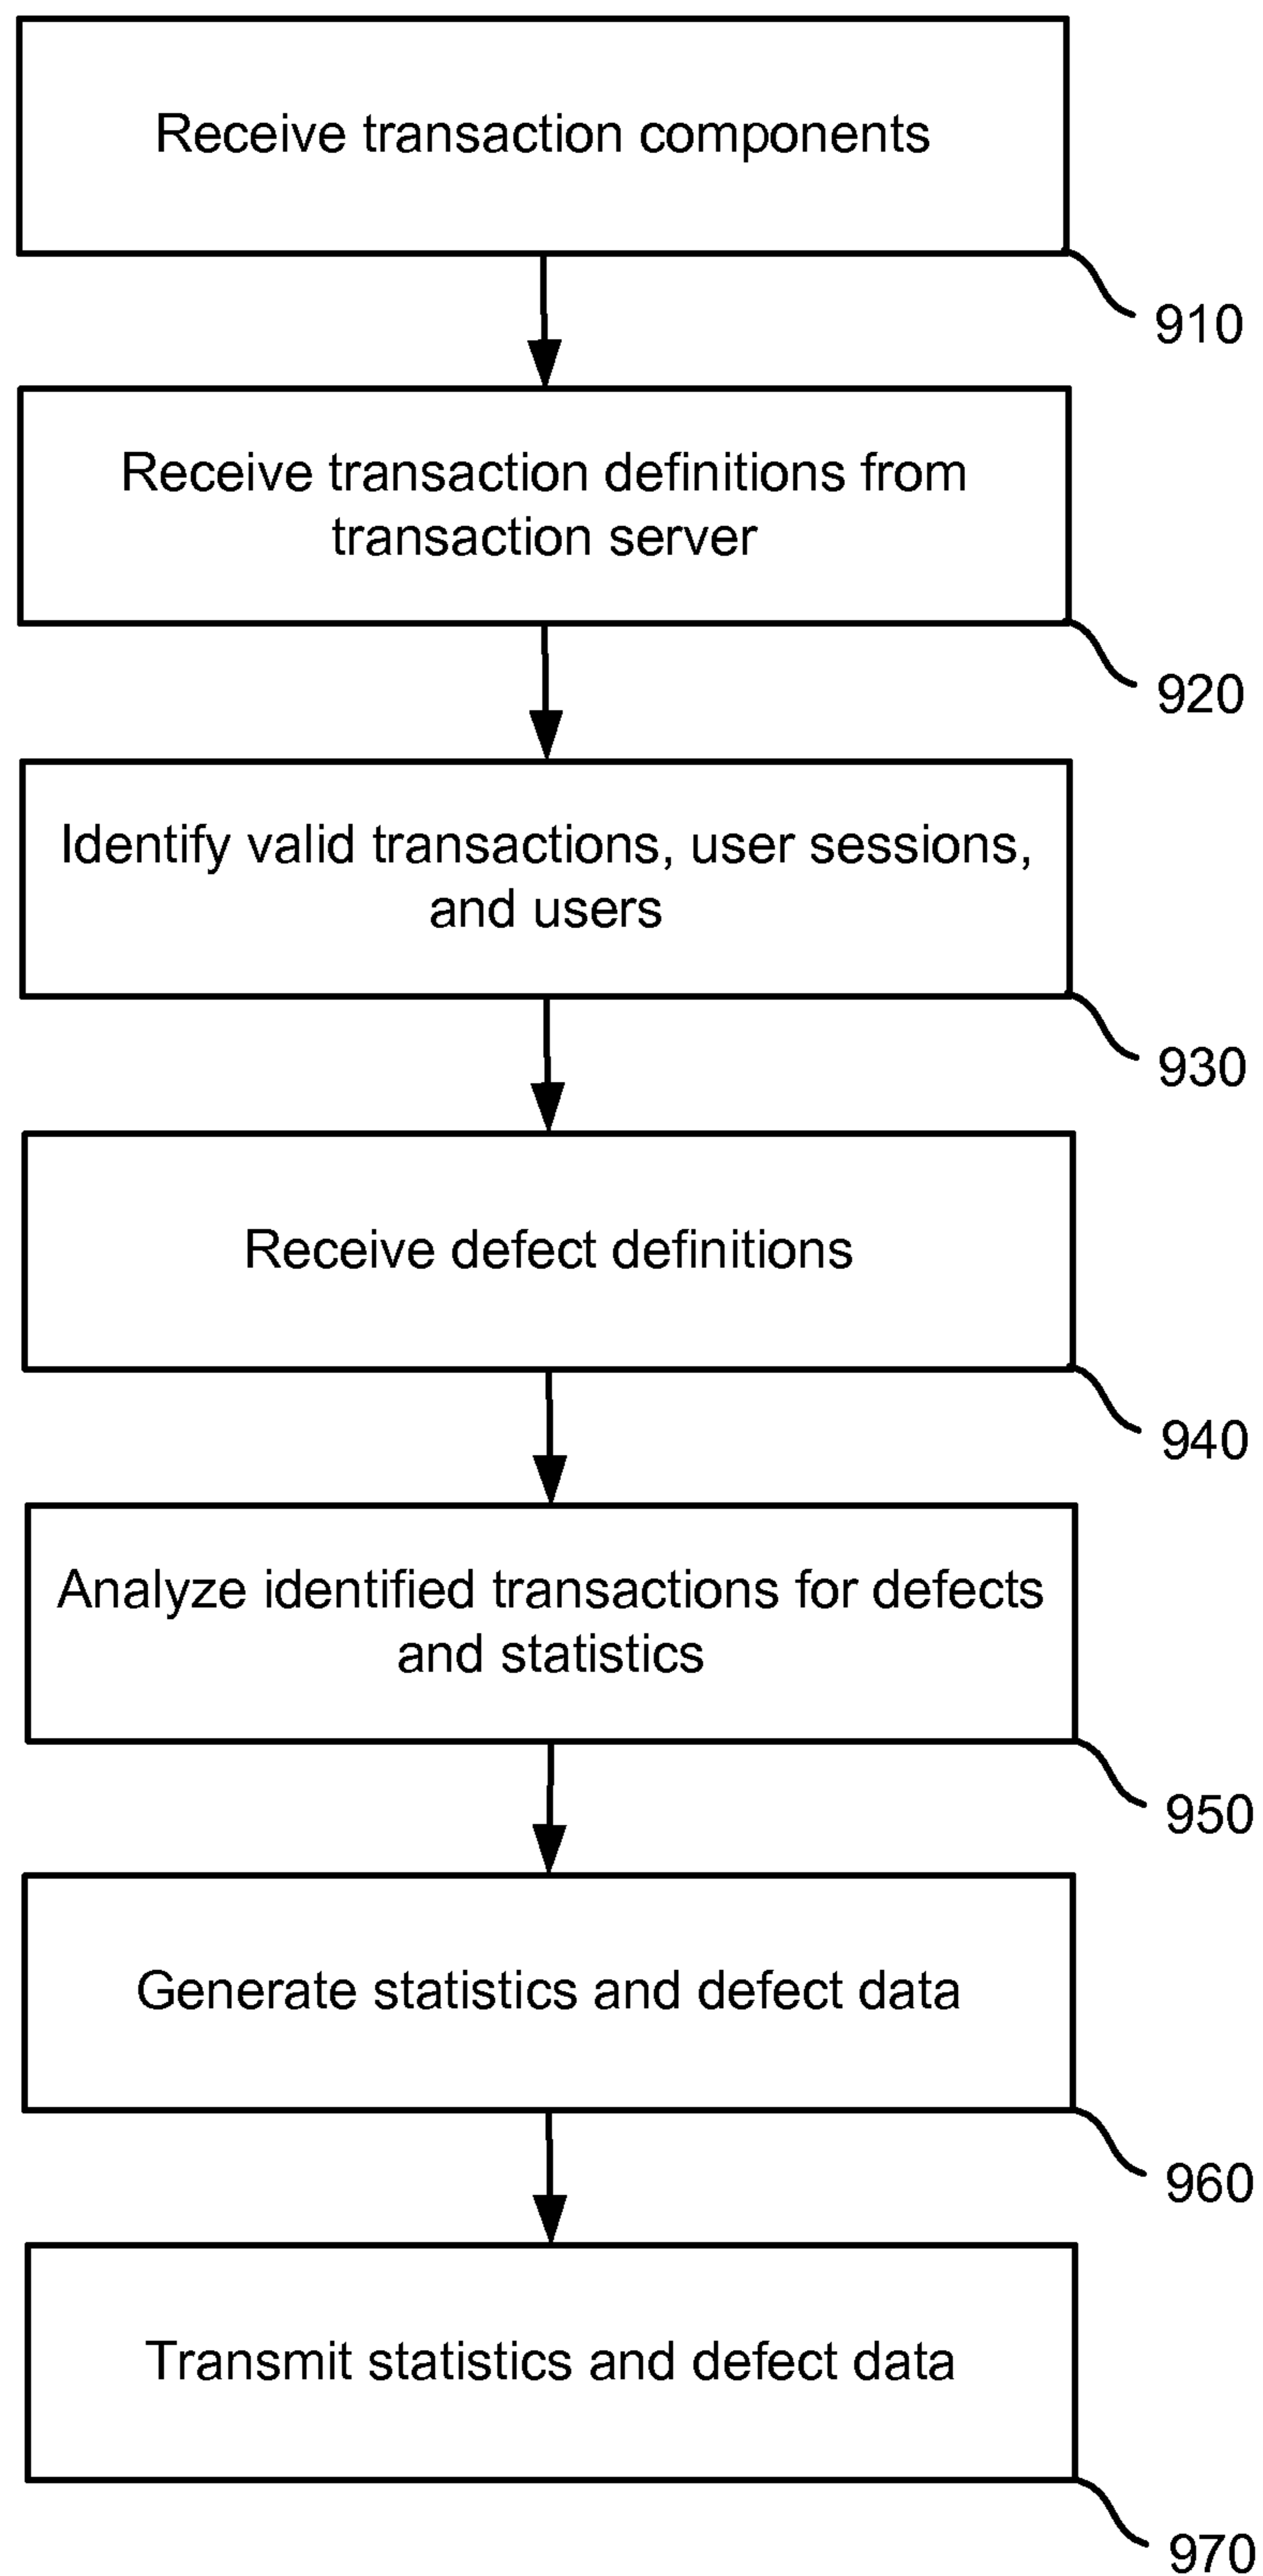 Receive transaction components
910
Receive transaction definitions from
transaction server
920
Identify valid transactions, user sessions,
and users
930
Receive defect definitions
940
Analyze identified transactions for defects
and statistics
950
Generate statistics and defect data
960
Transmit statistics and defect data
970